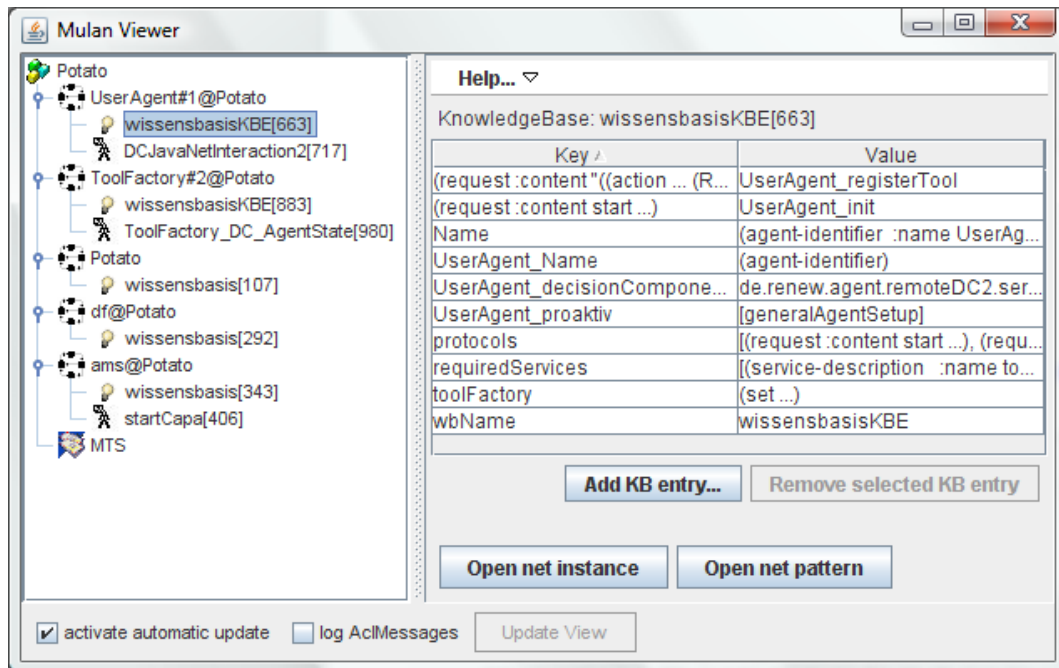 Mulan Viewer
Potato
UserAgent#1@Potato
wissensbasisKBE[663]
DCJavaNetInteraction2[717]
ToolFactory#2@Potato
wissensbasisKBE[883]
ToolFactory_DC_AgentState[980]
Potato
wissensbasis[107]
df@Potato
wissensbasis[292]
ams@Potato
wissensbasis[343]
startCapa[406]
MTS
Help...
KnowledgeBase: wissensbasisKBE[663]
Key Value
(request :content "((action ... (R... UserAgent_registerTool
(request :content start ...) UserAgent_init
Name (agent-identifier :name UserAg...
UserAgent_Name (agent-identifier)
UserAgent_decisionCompone... de.renew.agent.remoteDC2.ser...
UserAgent_proaktiv [generalAgentSetup]
protocols [(request :content start ...), (requ...
requiredServices [(service-description :name to...
toolFactory (set ...)
wbName wissensbasisKBE
Add KB entry... Remove selected KB entry
Open net instance Open net pattern
activate automatic update log AclMessages Update View